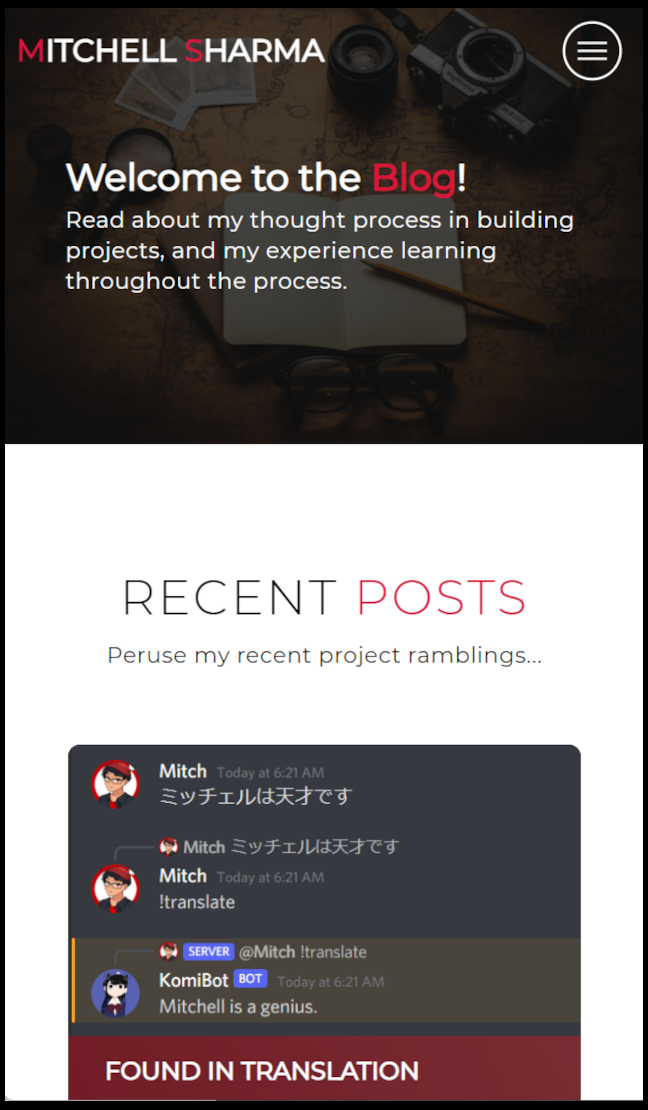 MITCHELL SHARMA
Welcome to the Blog!
Read about my thought process in building
projects, and my experience learning
throughout the process.
RECENT POSTS
Peruse my recent project ramblings...
Mitch Today at 6:21 AM
ミッチェルは天才です
Mitch ミッチェルは天才です
Mitch Today at 6:21 AM
!translate
SERVER @Mitch !translate
KomiBot BOT Today at 6:21 AM
Mitchell is a genius.
FOUND IN TRANSLATION